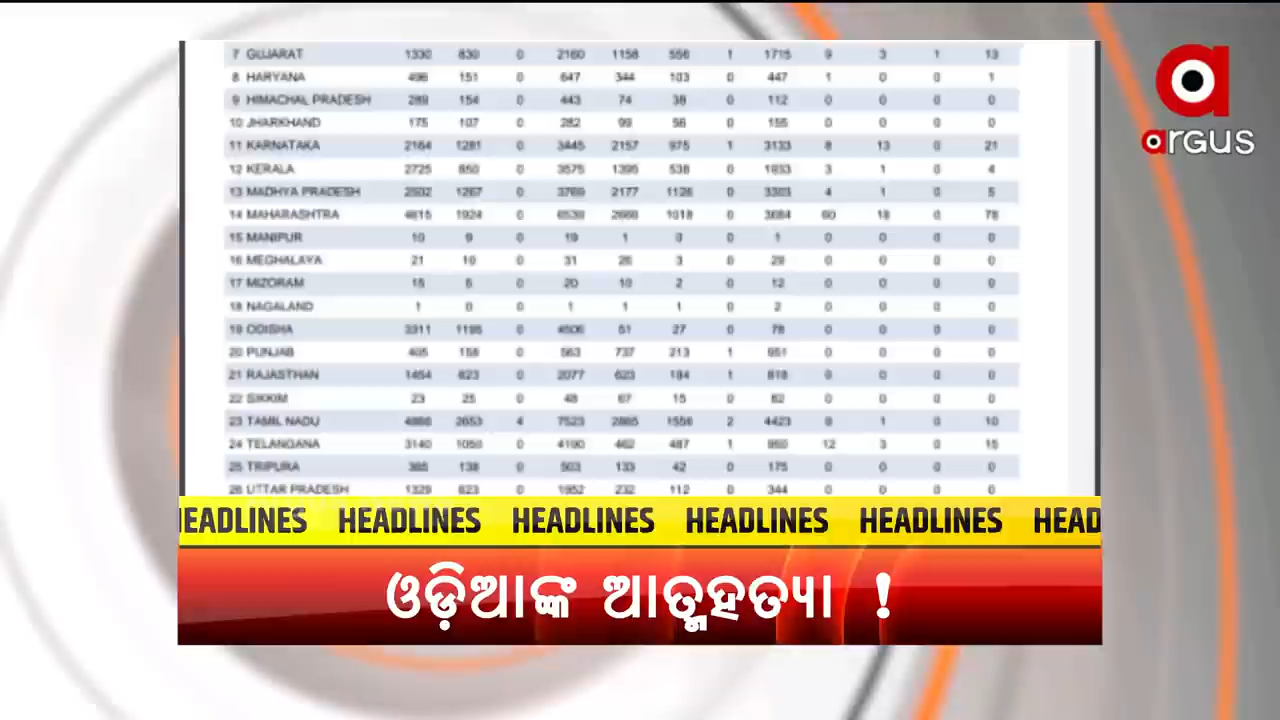 7 GUJARAT 1330 830 0 2160 1158 556 1 1715 9 3 1 13
8 HARYANA 496 151 0 647 344 103 0 447 1 0 0 1
9 HIMACHAL PRADESH 289 154 0 443 74 38 0 112 0 0 0 0
10 JHARKHAND 175 107 0 282 99 56 0 155 0 0 0 0
11 KARNATAKA 2164 1281 0 3445 2157 975 1 3133 8 13 0 21
12 KERALA 2725 850 0 3575 1395 538 0 1933 3 1 0 4
13 MADHYA PRADESH 2502 1267 0 3769 2177 1126 0 3303 4 1 0 5
14 MAHARASHTRA 4615 1924 0 6539 2666 1018 0 3684 60 18 0 78
15 MANIPUR 10 9 0 19 1 0 0 1 0 0 0 0
16 MEGHALAYA 21 10 0 31 26 3 0 29 0 0 0 0
17 MIZORAM 15 5 0 20 10 2 0 12 0 0 0 0
18 NAGALAND 1 0 0 1 1 1 0 2 0 0 0 0
19 ODISHA 3311 1195 0 4506 51 27 0 78 0 0 0 0
20 PUNJAB 405 158 0 563 737 213 1 951 0 0 0 0
21 RAJASTHAN 1454 623 0 2077 623 194 1 818 0 0 0 0
22 SIKKIM 23 25 0 48 67 15 0 82 0 0 0 0
23 TAMIL NADU 4866 2653 4 7523 2865 1556 2 4423 9 1 0 10
24 TELANGANA 3140 1050 0 4190 462 487 1 950 12 3 0 15
25 TRIPURA 365 138 0 503 133 42 0 175 0 0 0 0
26 UTTAR PRADESH 1329 623 0 1952 232 112 0 344 0 0 0 0
argus
HEADLINES HEADLINES HEADLINES HEADLINES
ଓଡ଼ିଆଙ୍କ ଆତ୍ମହତ୍ୟା !